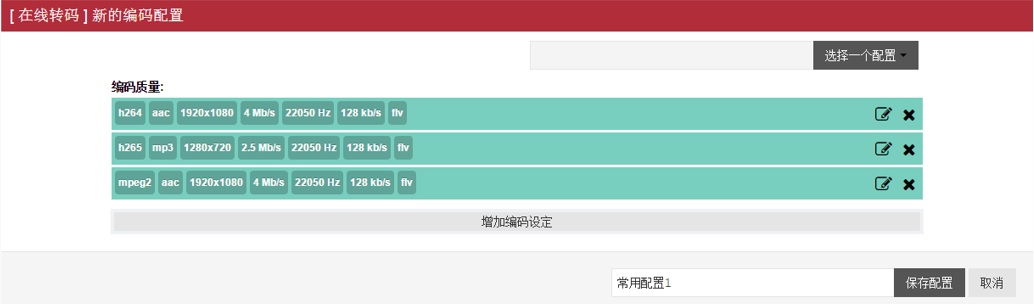 [ 在线转码 ] 新的编码配置
选择一个配置
编码质量:
h264 aac 1920x1080 4 Mb/s 22050 Hz 128 kb/s flv
h265 mp3 1280x720 2.5 Mb/s 22050 Hz 128 kb/s flv
mpeg2 aac 1920x1080 4 Mb/s 22050 Hz 128 kb/s flv
增加编码设定
常用配置1 保存配置 取消